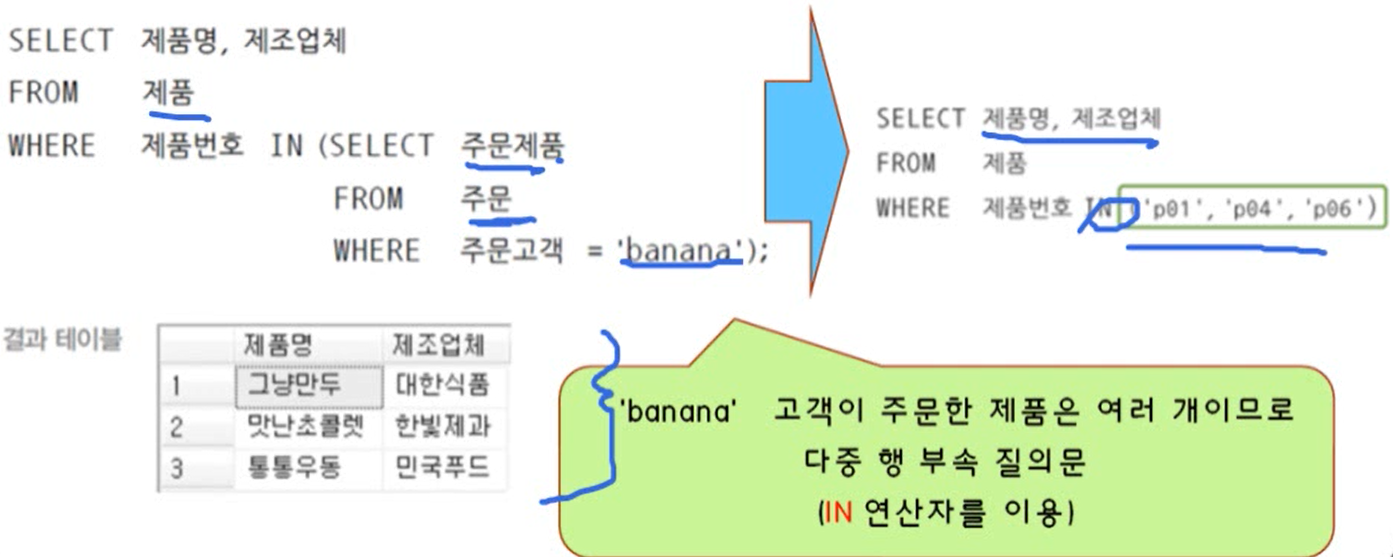 SELECT 제품명, 제조업체
FROM 제품
WHERE 제품번호 IN (SELECT 주문제품
FROM 주문
WHERE 주문고객 = 'banana');
SELECT 제품명, 제조업체
FROM 제품
WHERE 제품번호 IN ('p01', 'p04', 'p06')
결과 테이블
제품명 제조업체
1 그냥만두 대한식품
2 맛난초콜렛 한빛제과
3 통통우동 민국푸드
'banana' 고객이 주문한 제품은 여러 개이므로
다중 행 부속 질의문
(IN 연산자를 이용)